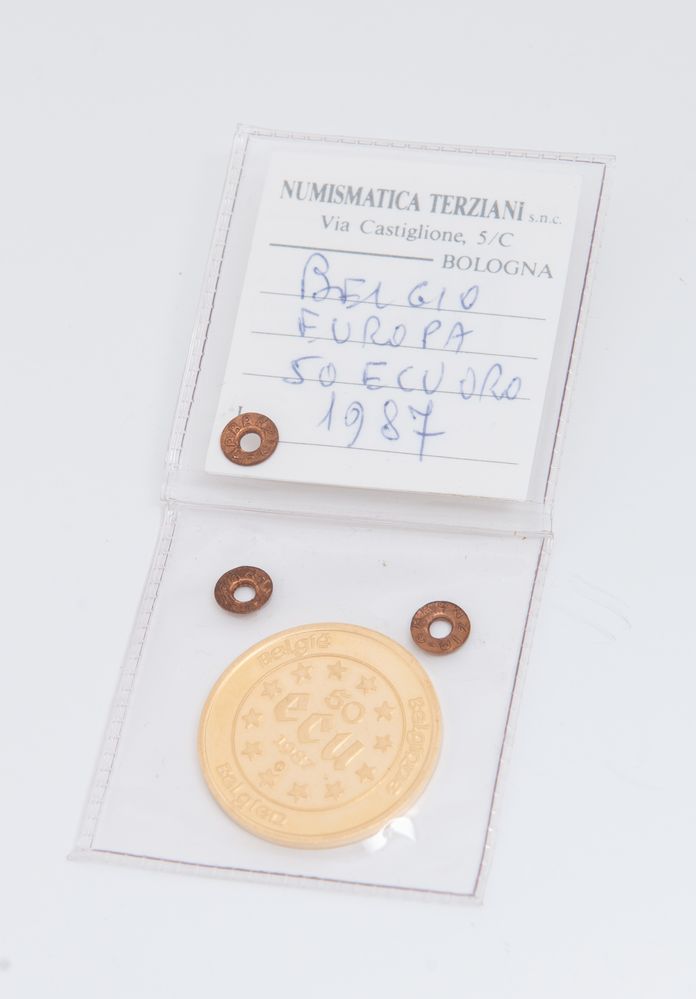 NUMISMATICA TERZIANI s.n.c.
Via Castiglione, 5/C
BOLOGNA
BELGIO
EUROPA
50 ECU ORO
1987
L
België
Belgique
Belgien
50
ecu
1987